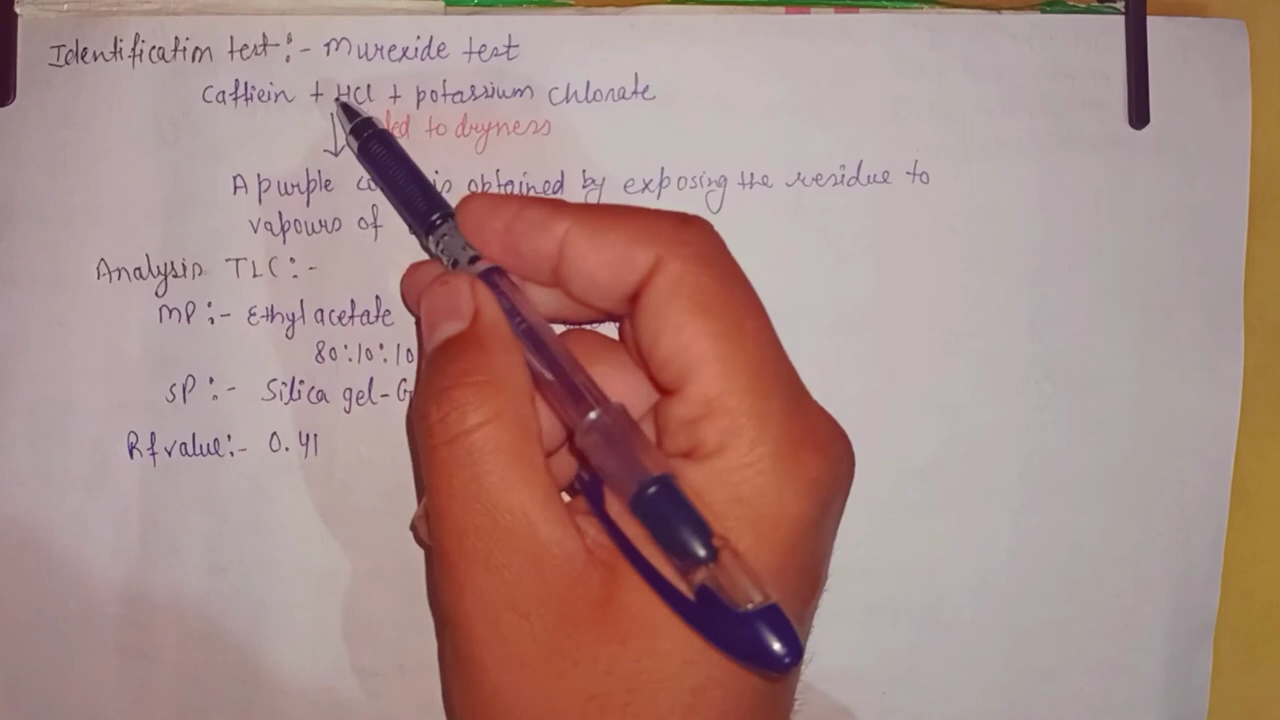 Identification test:- Murexide test
Caffiein + HCl + potassium chlorate
to dryness
A purple is obtained by exposing the residue to
vapours of
Analysis TLC:-
MP:- Ethyl acetate
80:10:10
SP:- Silica gel-G
Rf value:- 0.41